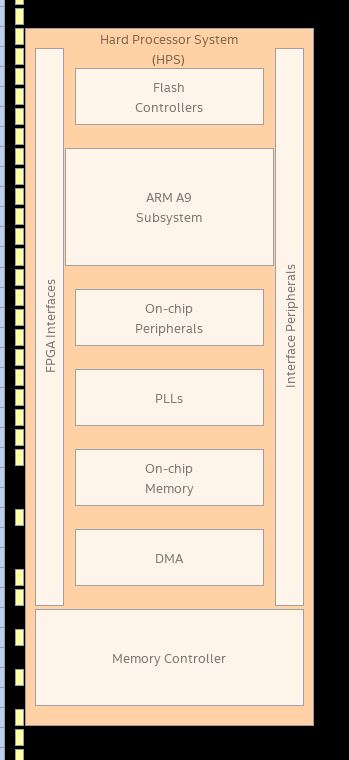 Hard Processor System
(HPS)
Flash
Controllers
ARM A9
Subsystem
FPGA Interfaces
Interface Peripherals
On-chip
Peripherals
PLLs
On-chip
Memory
DMA
Memory Controller